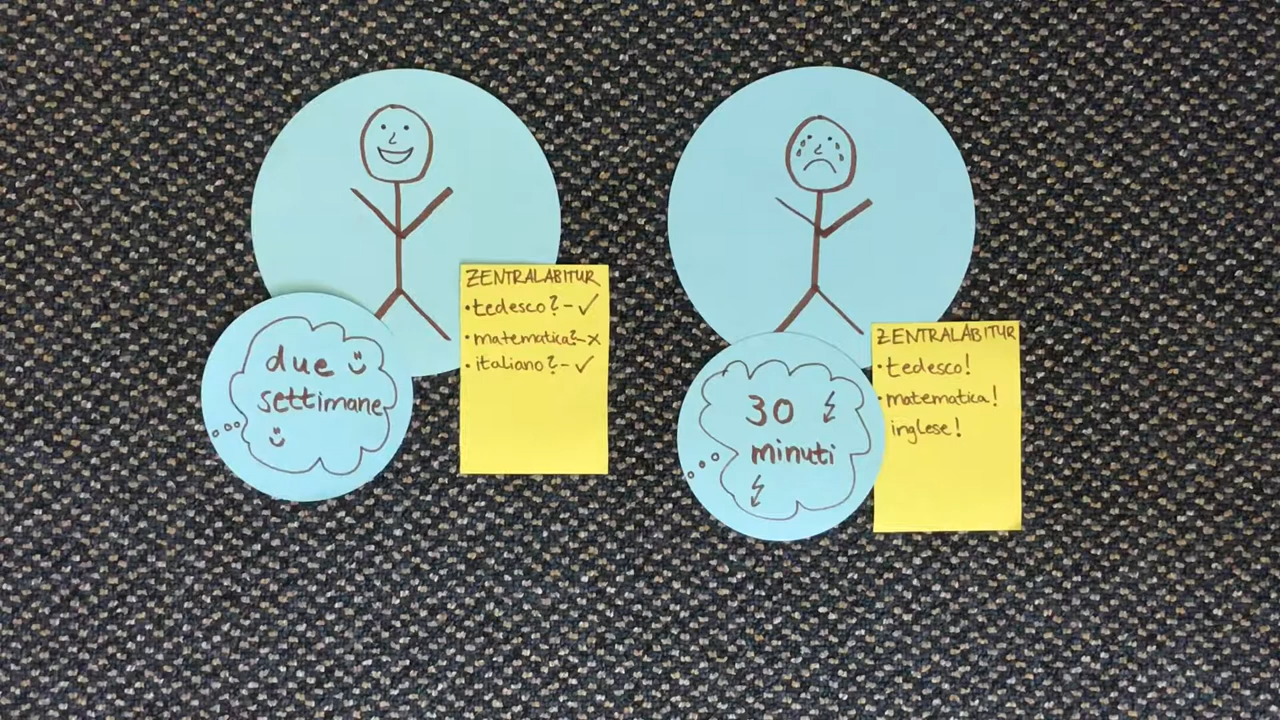 due
settimane
ZENTRALABITUR
•tedesco?-✓
•matematica?-x
•italiano?-✓
30
minuti
ZENTRALABITUR
•tedesco!
•matematica!
inglese!